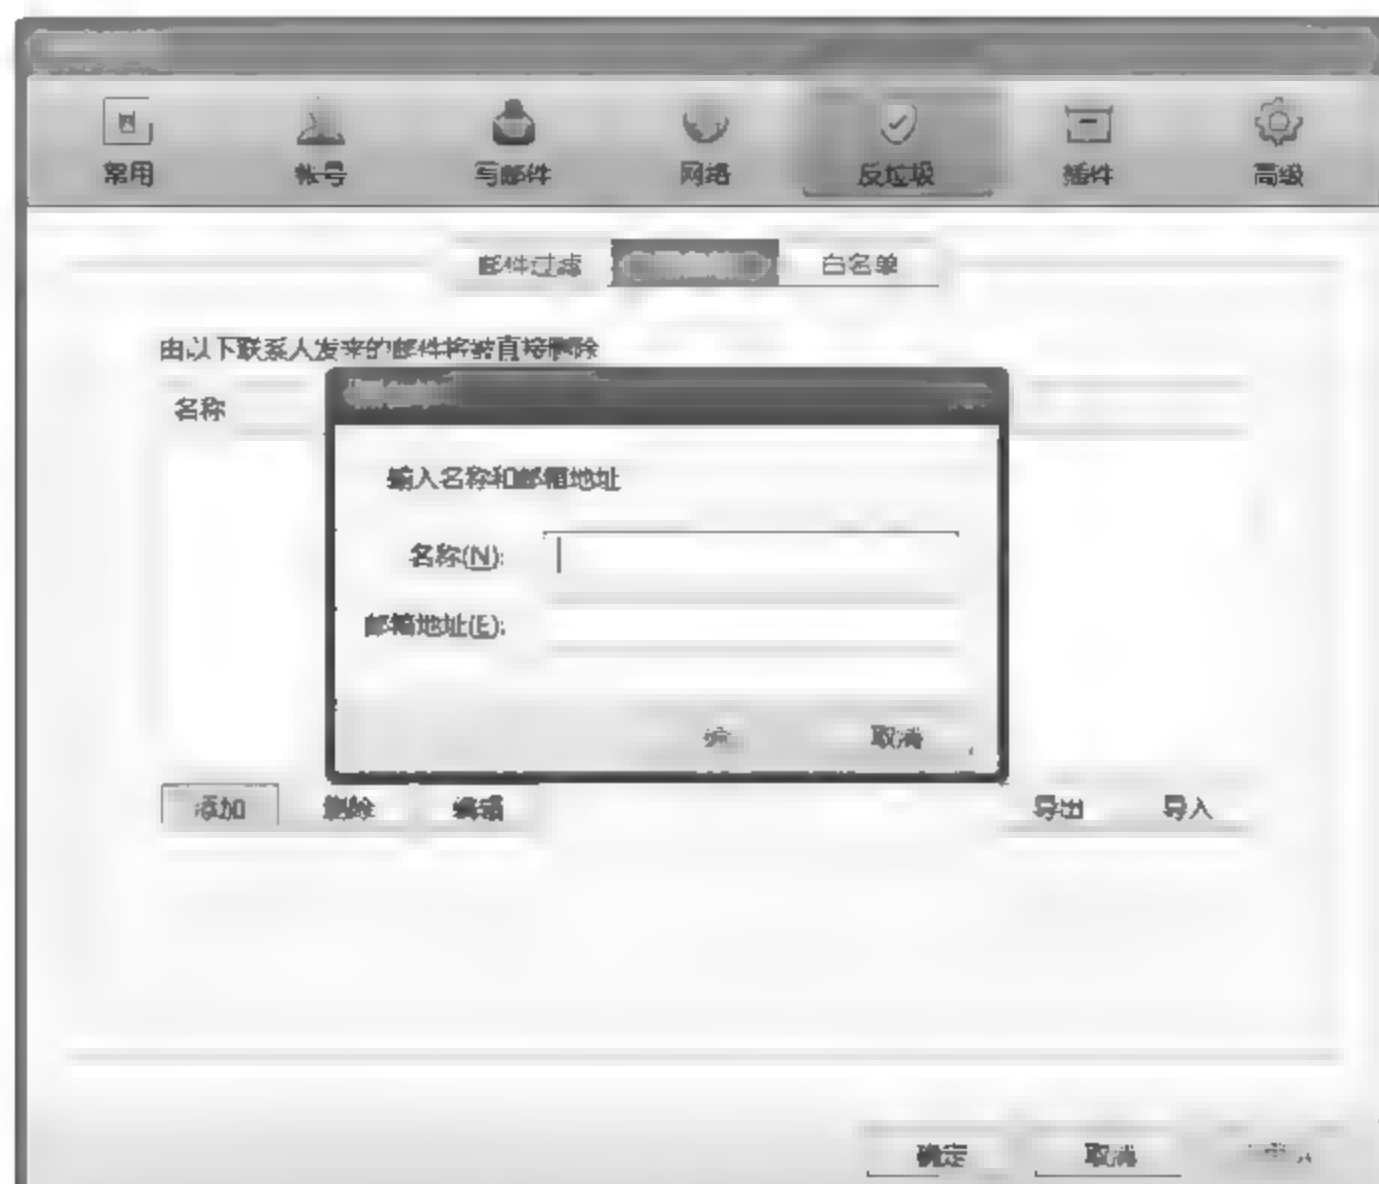 常用 帐号 写邮件 网络 反垃圾 插件 高级
邮件过滤 白名单
由以下联系人发来的邮件将被直接删除
名称
输入名称和邮箱地址
名称(N):
邮箱地址(E):
取消
添加 删除 编辑 导出 导入
确定 取消